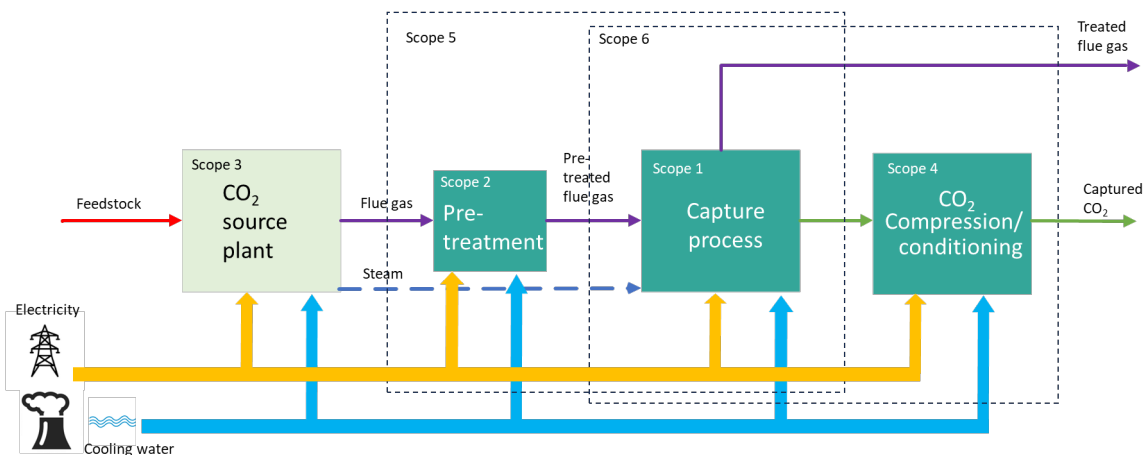 Scope 5
Scope 6
Treated
flue gas
Scope 3
CO2
source
plant
Feedstock
Flue gas
Scope 2
Pre-
treatment
Pre-
treated
flue gas
Scope 1
Capture
process
Scope 4
CO2
Compression/
conditioning
Captured
CO2
Steam
Electricity
Cooling water